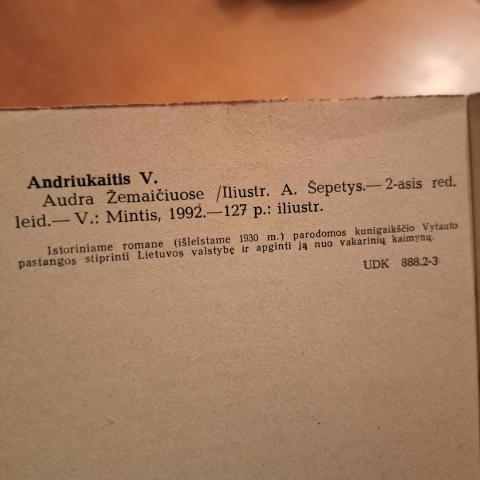 Andriukaitis V.
Audra Žemaičiuose /Iliustr. A. Šepetys.— 2-asis red.
leid.— V.: Mintis, 1992.—127 p.: iliustr.
Istoriniame romane (išleistame 1930 m.) parodomos kunigaikščio Vytauto
pastangos stiprinti Lietuvos valstybę ir apginti ją nuo vakarinių kaimynų.
UDK 888.2-3